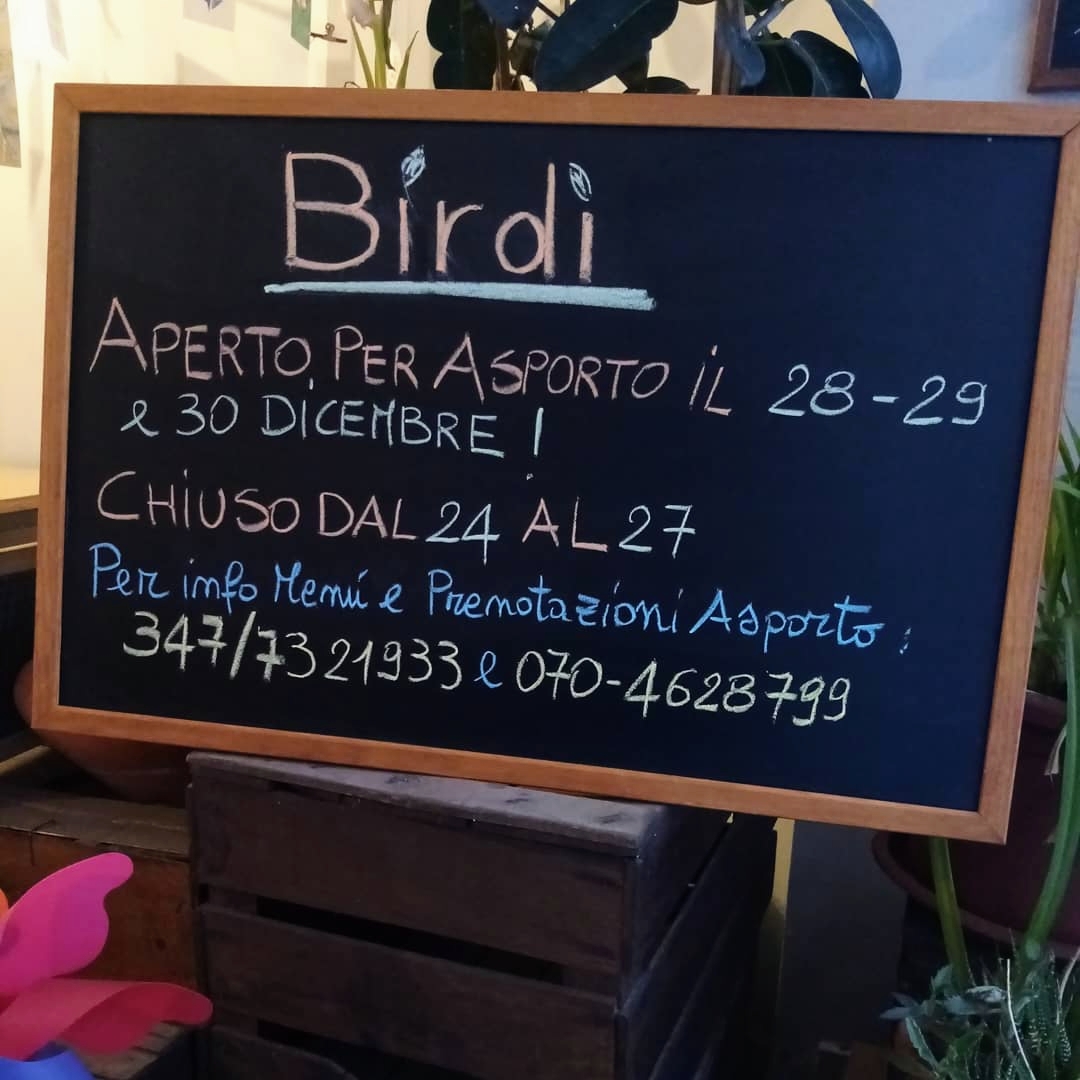 Birdi
APERTO PER ASPORTO IL 28-29
e 30 DICEMBRE !
CHIUSO DAL 24 AL 27
Per info Menú e Prenotazioni Asporto :
347/7321933 e 070-4628799